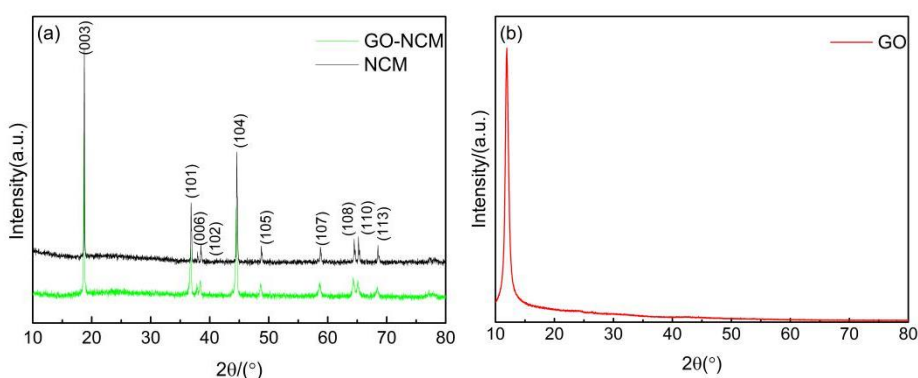 (a)
GO-NCM
NCM
(003)
(101)
(006)
(102)
(104)
(105)
(107)
(108)
(110)
(113)
Intensity(a.u.)
10 20 30 40 50 60 70 80
2θ/(°)
(b)
GO
Intensity/(a.u.)
10 20 30 40 50 60 70 80
2θ(°)